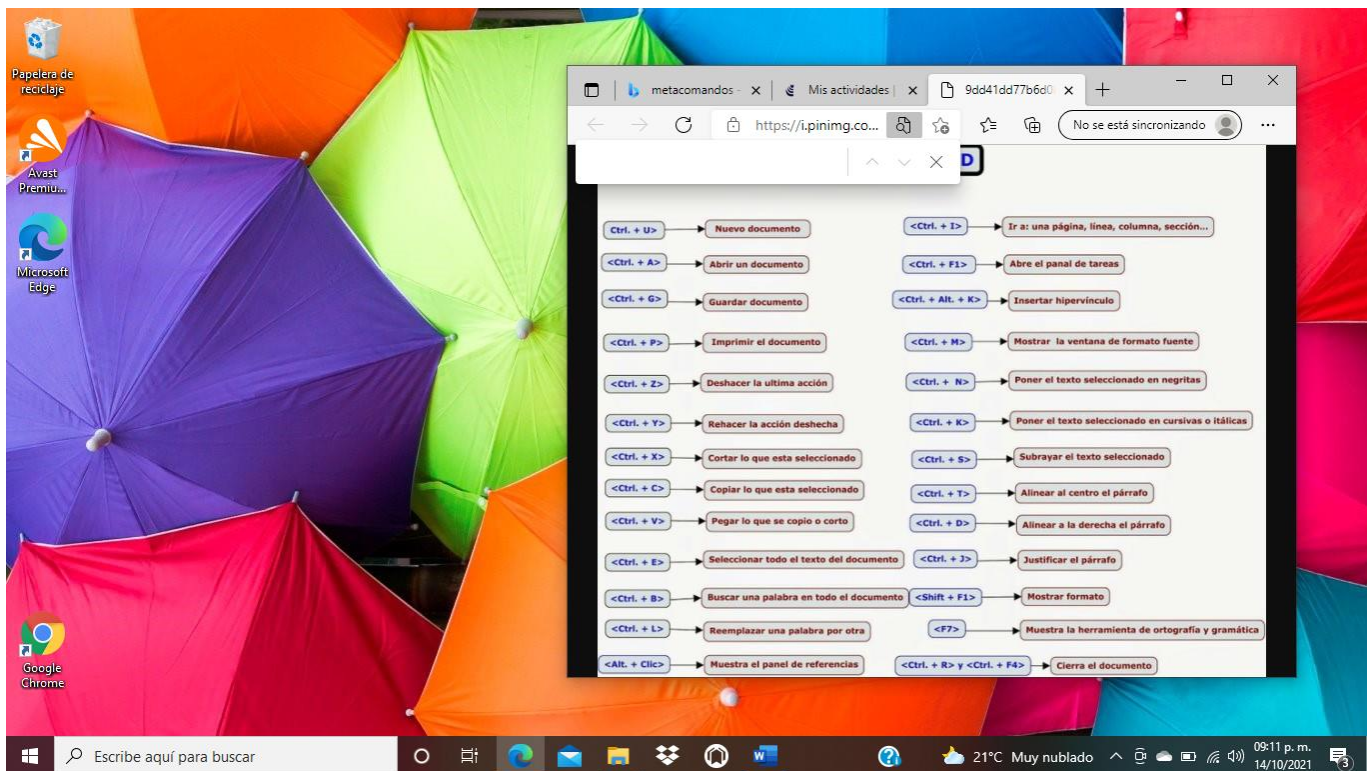 Papelera de
reciclaje
Avast
Premiu...
Microsoft
Edge
Google
Chrome
metacomandos -
Mis actividades |
9dd41dd77b6d0
https://i.pinimg.co...
No se está sincronizando
D
Ctrl. + U> Nuevo documento
<Ctrl. + I> Ir a: una página, línea, columna, sección...
<Ctrl. + A> Abrir un documento
<Ctrl. + F1> Abre el panal de tareas
<Ctrl. + G> Guardar documento
<Ctrl. + Alt. + K> Insertar hipervínculo
<Ctrl. + P> Imprimir el documento
<Ctrl. + M> Mostrar la ventana de formato fuente
<Ctrl. + Z> Deshacer la ultima acción
<Ctrl. + N> Poner el texto seleccionado en negritas
<Ctrl. + Y> Rehacer la acción deshecha
<Ctrl. + K> Poner el texto seleccionado en cursivas o itálicas
<Ctrl. + X> Cortar lo que esta seleccionado
<Ctrl. + S> Subrayar el texto seleccionado
<Ctrl. + C> Copiar lo que esta seleccionado
<Ctrl. + T> Alinear al centro el párrafo
<Ctrl. + V> Pegar lo que se copio o corto
<Ctrl. + D> Alinear a la derecha el párrafo
<Ctrl. + E> Seleccionar todo el texto del documento
<Ctrl. + J> Justificar el párrafo
<Ctrl. + B> Buscar una palabra en todo el documento
<Shift + F1> Mostrar formato
<Ctrl. + L> Reemplazar una palabra por otra
<F7> Muestra la herramienta de ortografía y gramática
<Alt. + Clic> Muestra el panel de referencias
<Ctrl. + R> y <Ctrl. + F4> Cierra el documento
Escribe aquí para buscar
21°C Muy nublado
09:11 p. m.
14/10/2021
3